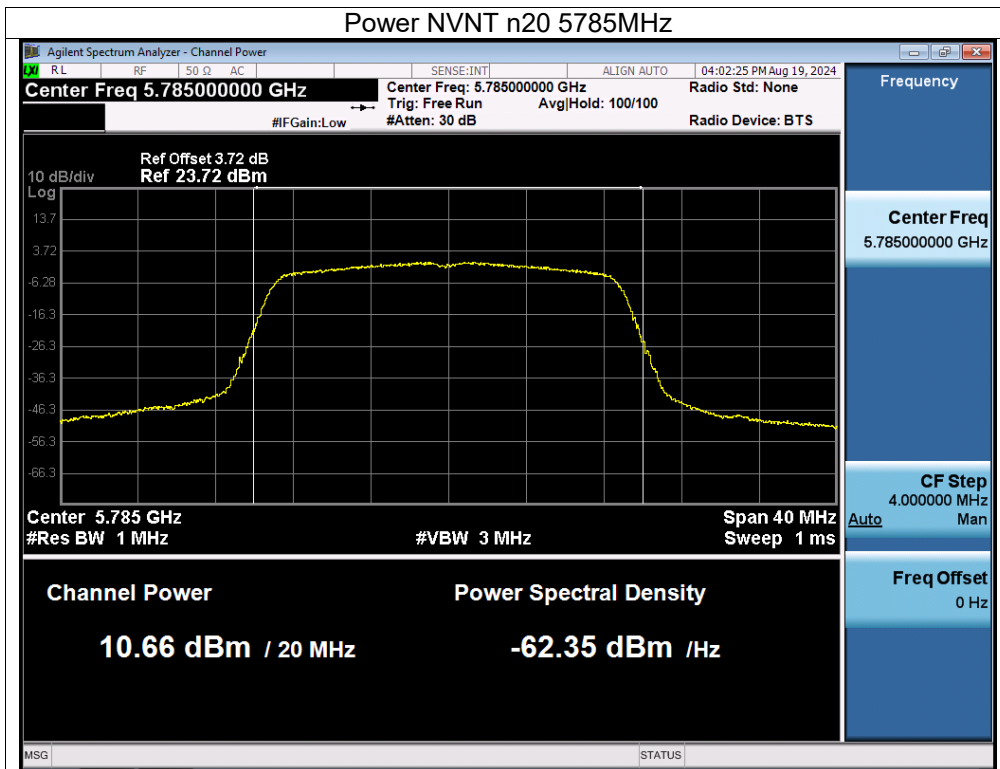 Power NVNT n20 5785MHz
Agilent Spectrum Analyzer - Channel Power
LXI RL RF 50 Ω AC SENSE:INT ALIGN AUTO 04:02:25 PM Aug 19, 2024
Center Freq 5.785000000 GHz
#IFGain:Low
Center Freq: 5.785000000 GHz
Trig: Free Run Avg|Hold: 100/100
#Atten: 30 dB
Radio Std: None
Radio Device: BTS
Ref Offset 3.72 dB
10 dB/div Ref 23.72 dBm
Log
13.7
3.72
-6.28
-16.3
-26.3
-36.3
-46.3
-56.3
-66.3
Center 5.785 GHz Span 40 MHz
#Res BW 1 MHz #VBW 3 MHz Sweep 1 ms
Channel Power Power Spectral Density
10.66 dBm / 20 MHz -62.35 dBm /Hz
Frequency
Center Freq
5.785000000 GHz
CF Step
4.000000 MHz
Auto Man
Freq Offset
0 Hz
MSG STATUS